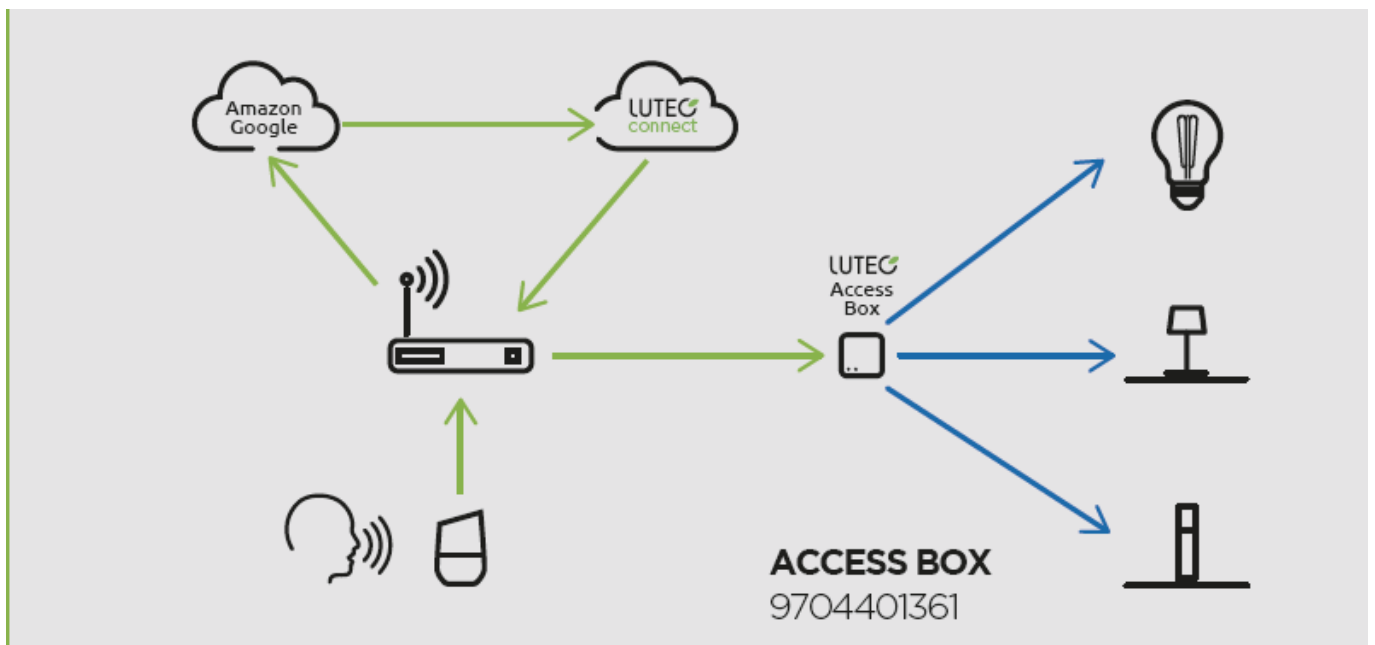 Amazon
Google
LUTEC
connect
LUTEC
Access
Box
ACCESS BOX
9704401361